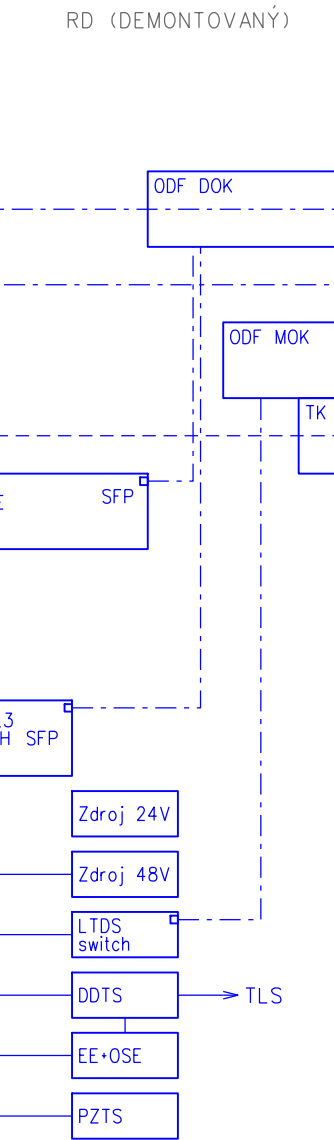 RD (DEMONTOVANÝ)
ODF DOK
ODF MOK
TK
E
SFP
L3
H SFP
Zdroj 24V
Zdroj 48V
LTDS
switch
DDTS
TLS
EE+OSE
PZTS